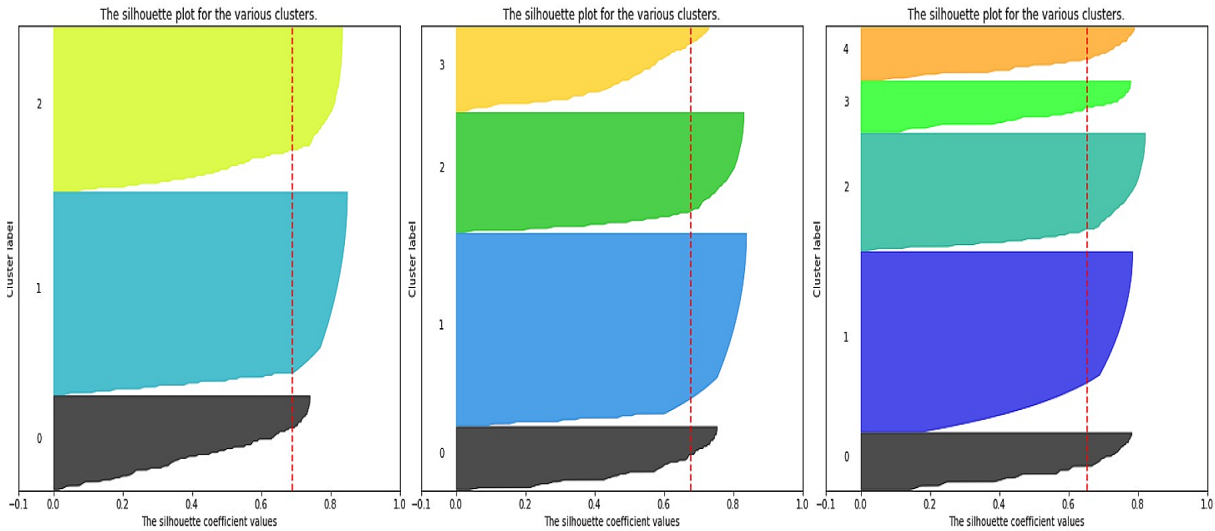 The silhouette plot for the various clusters.
Cluster label
2
1
0
−0.1 0.0 0.2 0.4 0.6 0.8 1.0
The silhouette coefficient values
The silhouette plot for the various clusters.
Cluster label
3
2
1
0
−0.1 0.0 0.2 0.4 0.6 0.8 1.0
The silhouette coefficient values
The silhouette plot for the various clusters.
Cluster label
4
3
2
1
0
−0.1 0.0 0.2 0.4 0.6 0.8 1.0
The silhouette coefficient values